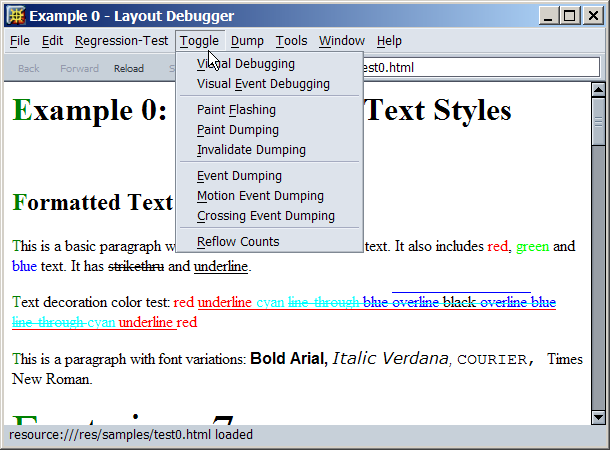 Example 0 - Layout Debugger
File Edit Regression-Test Toggle Dump Tools Window Help
Back Forward Reload
test0.html
Visual Debugging
Visual Event Debugging
Paint Flashing
Paint Dumping
Invalidate Dumping
Event Dumping
Motion Event Dumping
Crossing Event Dumping
Reflow Counts
Example 0: Text Styles
Formatted Text
This is a basic paragraph text. It also includes red, green and
blue text. It has strikethru and underline.
Text decoration color test: red underline cyan line-through blue overline black overline blue
line-through cyan underline red
This is a paragraph with font variations: Bold Arial, Italic Verdana, COURIER, Times
New Roman.
resource:///res/samples/test0.html loaded